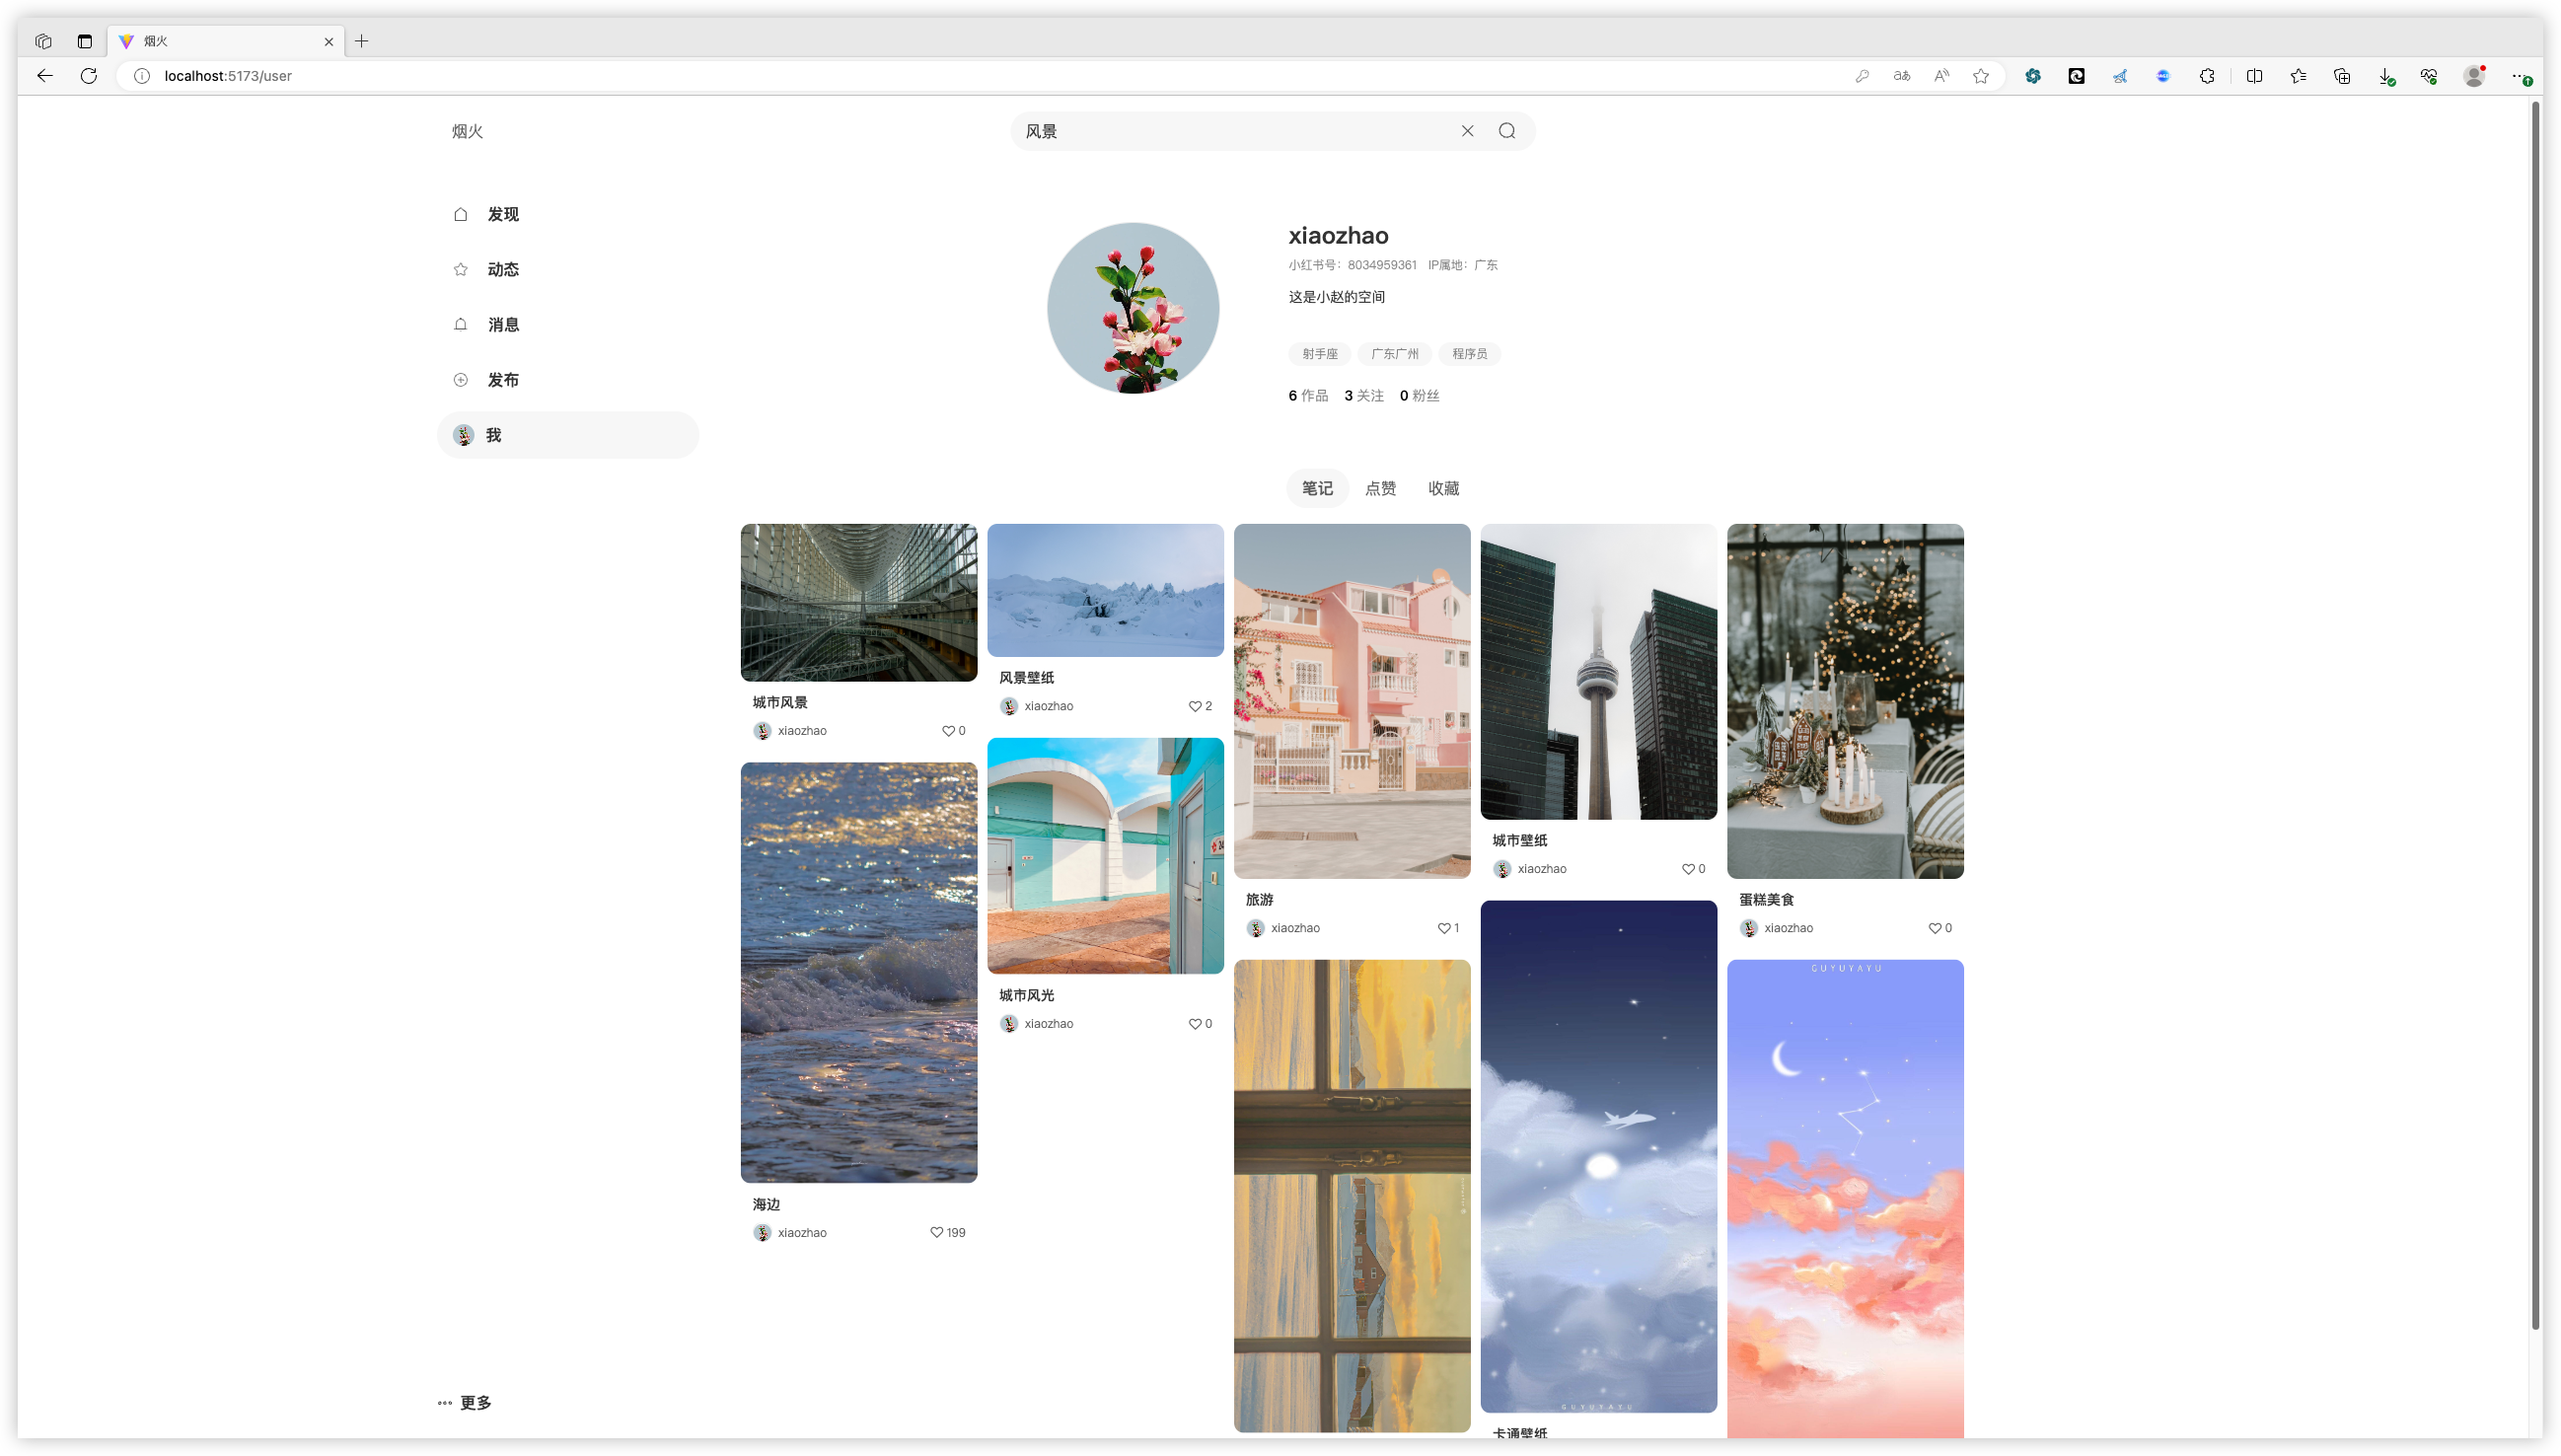 烟火
localhost:5173/user
烟火
风景
发现
动态
消息
发布
我
更多
xiaozhao
小红书号：8034959361 IP属地：广东
这是小赵的空间
射手座 广东广州 程序员
6 作品 3 关注 0 粉丝
笔记 点赞 收藏
城市风景
xiaozhao 0
海边
xiaozhao 199
风景壁纸
xiaozhao 2
城市风光
xiaozhao 0
旅游
xiaozhao 1
城市壁纸
xiaozhao 0
GUYUYAYU
卡通壁纸
蛋糕美食
xiaozhao 0
GUYUYAYU